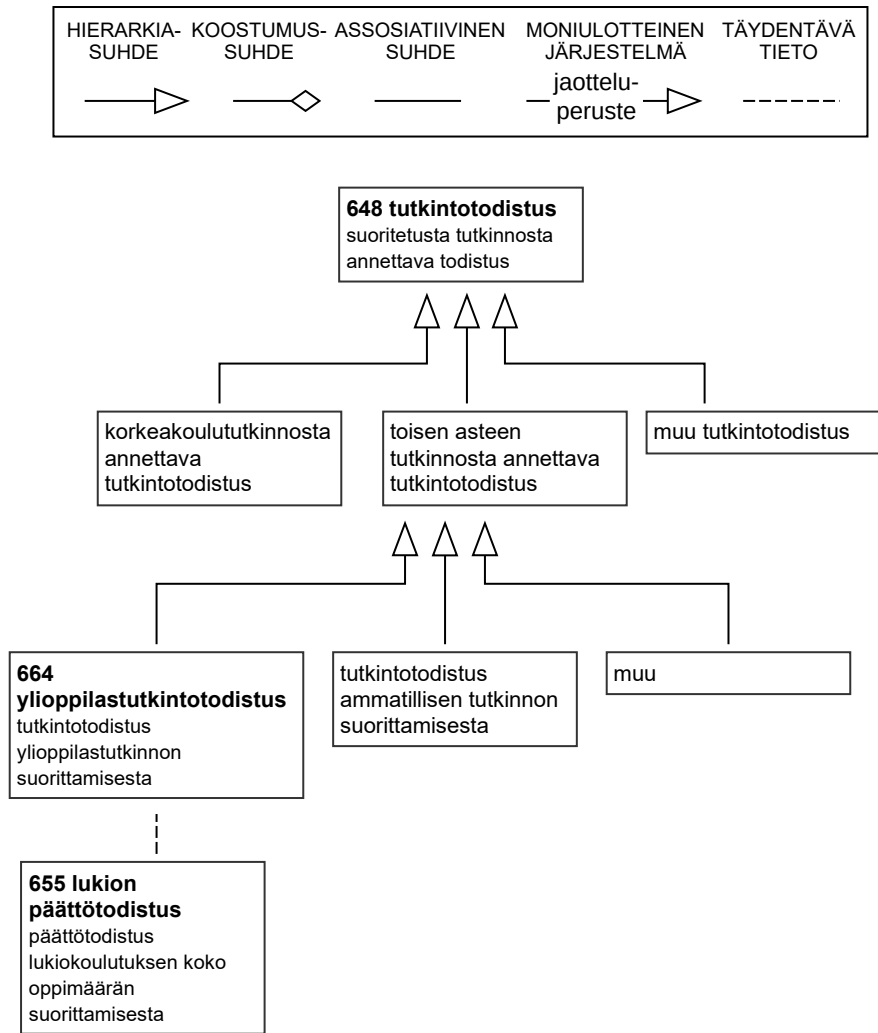 HIERARKIA-
SUHDE
KOOSTUMUS-
SUHDE
ASSOSIATIIVINEN
SUHDE
MONIULOTTEINEN
JÄRJESTELMÄ
jaottelu-
peruste
TÄYDENTÄVÄ
TIETO
648 tutkintotodistus
suoritetusta tutkinnosta
annettava todistus
korkeakoulututkinnosta
annettava
tutkintotodistus
toisen asteen
tutkinnosta annettava
tutkintotodistus
muu tutkintotodistus
664
ylioppilastutkintotodistus
tutkintotodistus
ylioppilastutkinnon
suorittamisesta
tutkintotodistus
ammatillisen tutkinnon
suorittamisesta
muu
655 lukion
päättötodistus
päättötodistus
lukiokoulutuksen koko
oppimäärän
suorittamisesta